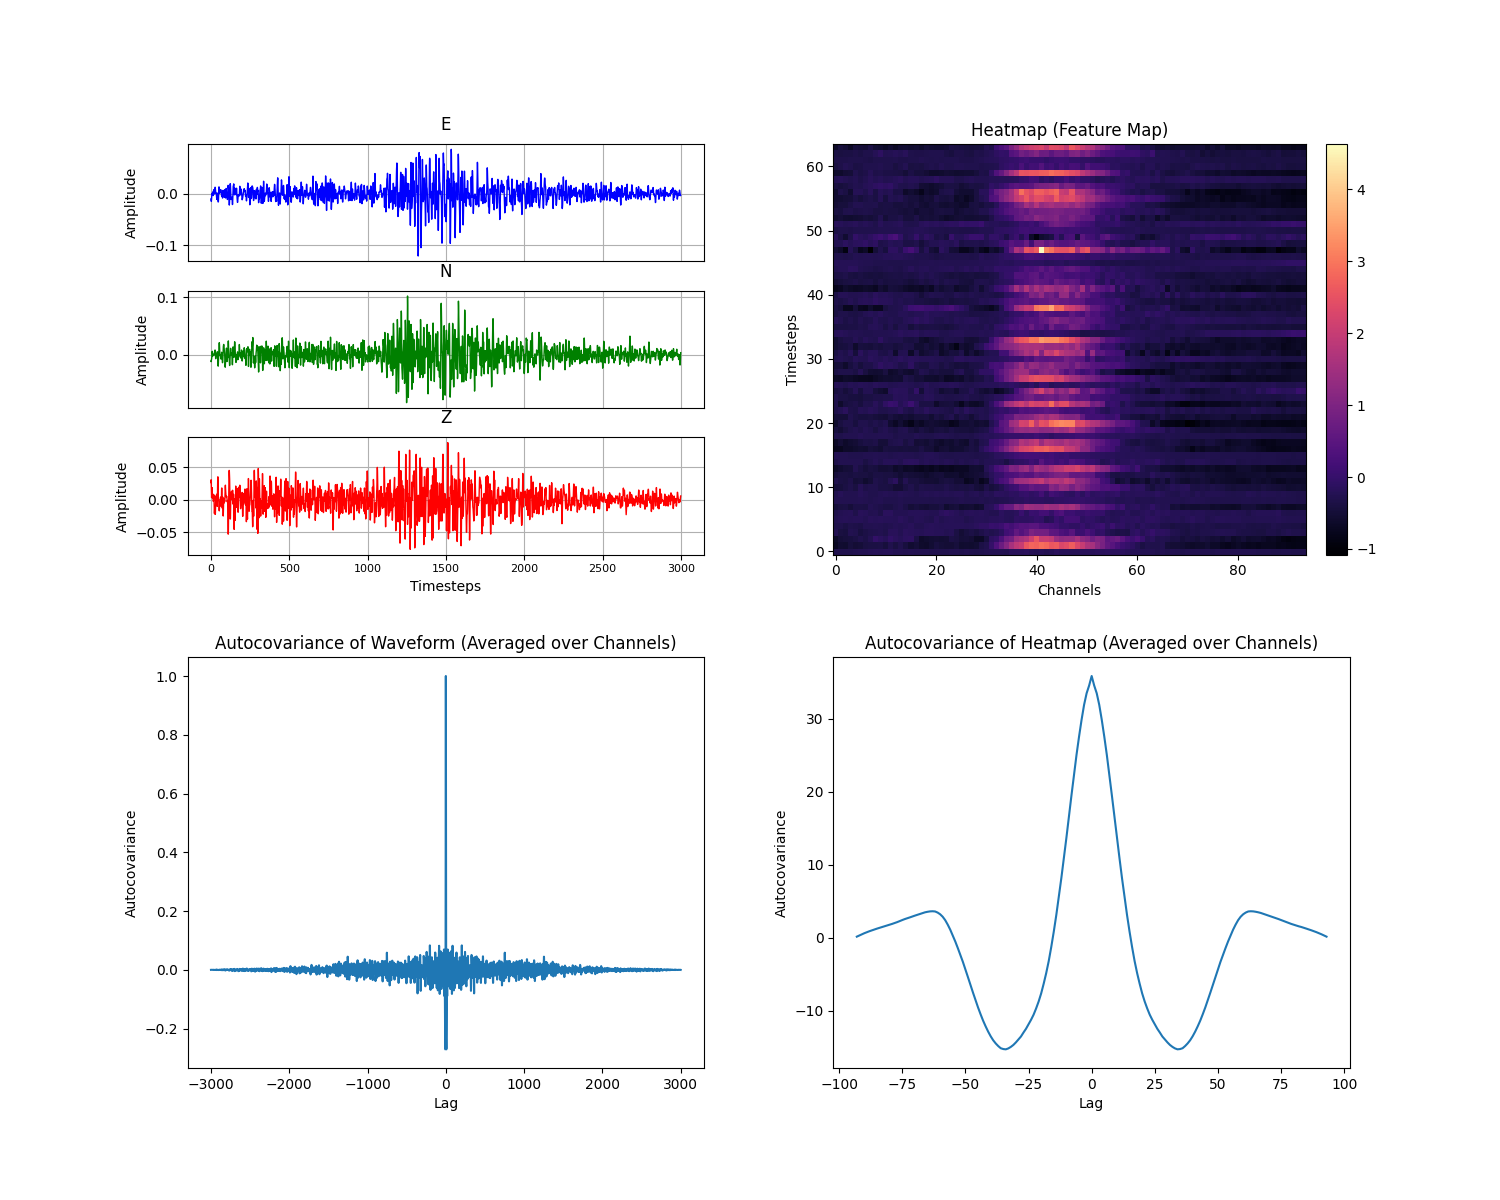 E
Amplitude
0.0
−0.1
N
Amplitude
0.1
0.0
Z
Amplitude
0.05
0.00
−0.05
0 500 1000 1500 2000 2500 3000
Timesteps
Heatmap (Feature Map)
Timesteps
60
50
40
30
20
10
0
0 20 40 60 80
Channels
4
3
2
1
0
−1
Autocovariance of Waveform (Averaged over Channels)
Autocovariance
1.0
0.8
0.6
0.4
0.2
0.0
−0.2
−3000 −2000 −1000 0 1000 2000 3000
Lag
Autocovariance of Heatmap (Averaged over Channels)
Autocovariance
30
20
10
0
−10
−100 −75 −50 −25 0 25 50 75 100
Lag